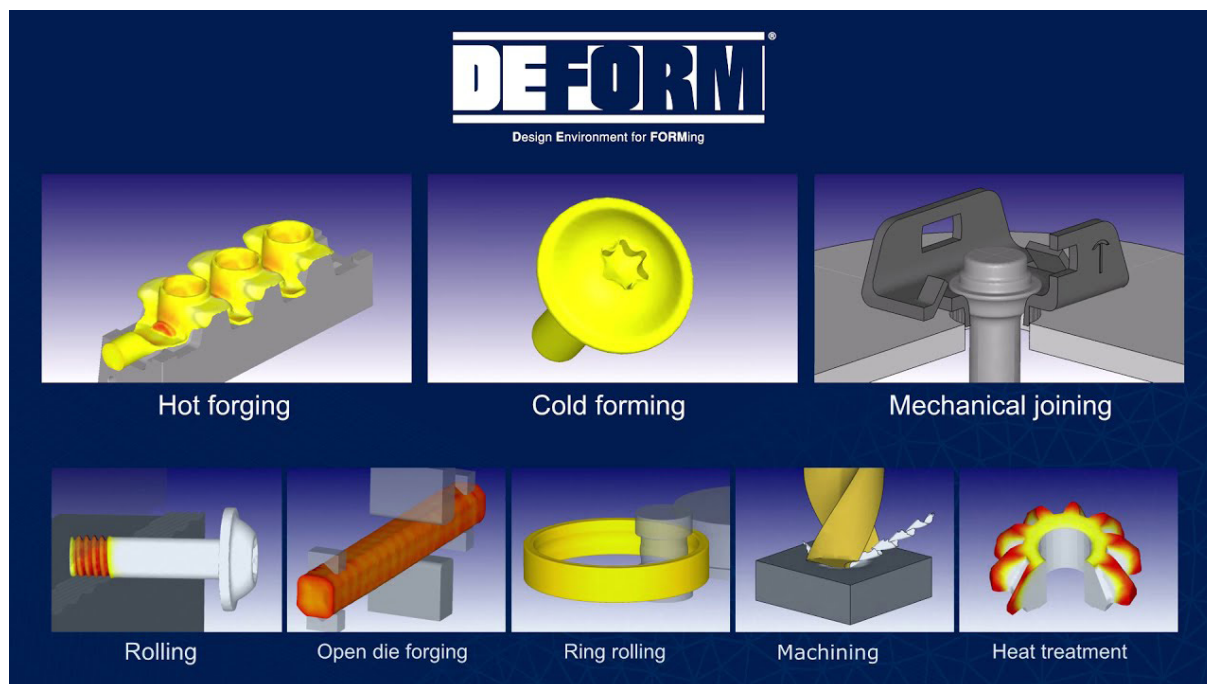 DEFORM®
Design Environment for FORMing
Hot forging
Cold forming
Mechanical joining
Rolling
Open die forging
Ring rolling
Machining
Heat treatment